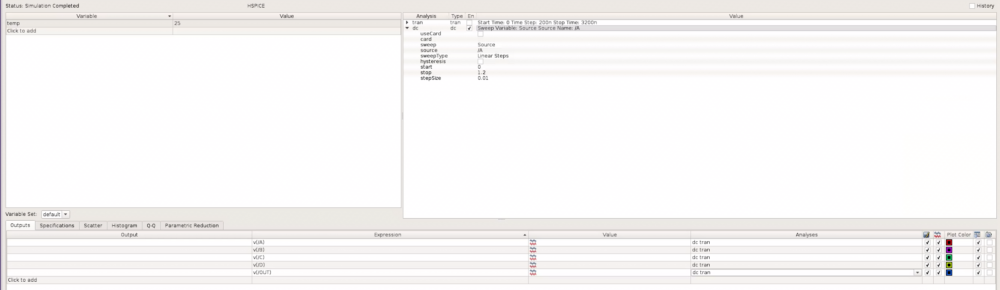 Status: Simulation Completed HSPICE History
Variable Value
temp 25
Click to add
Analysis Type En Value
tran tran Start Time: 0 Time Step: 200n Stop Time: 3200n
dc dc Sweep Variable: Source Source Name: /A
useCard
card
sweep Source
source /A
sweepType Linear Steps
hysteresis
start 0
stop 1.2
stepSize 0.01
Variable Set: default
Outputs Specifications Scatter Histogram Q-Q Parametric Reduction
Output Expression Value Analyses Plot Color
v(/A) dc tran
v(/B) dc tran
v(/C) dc tran
v(/D) dc tran
v(/OUT) dc tran
Click to add